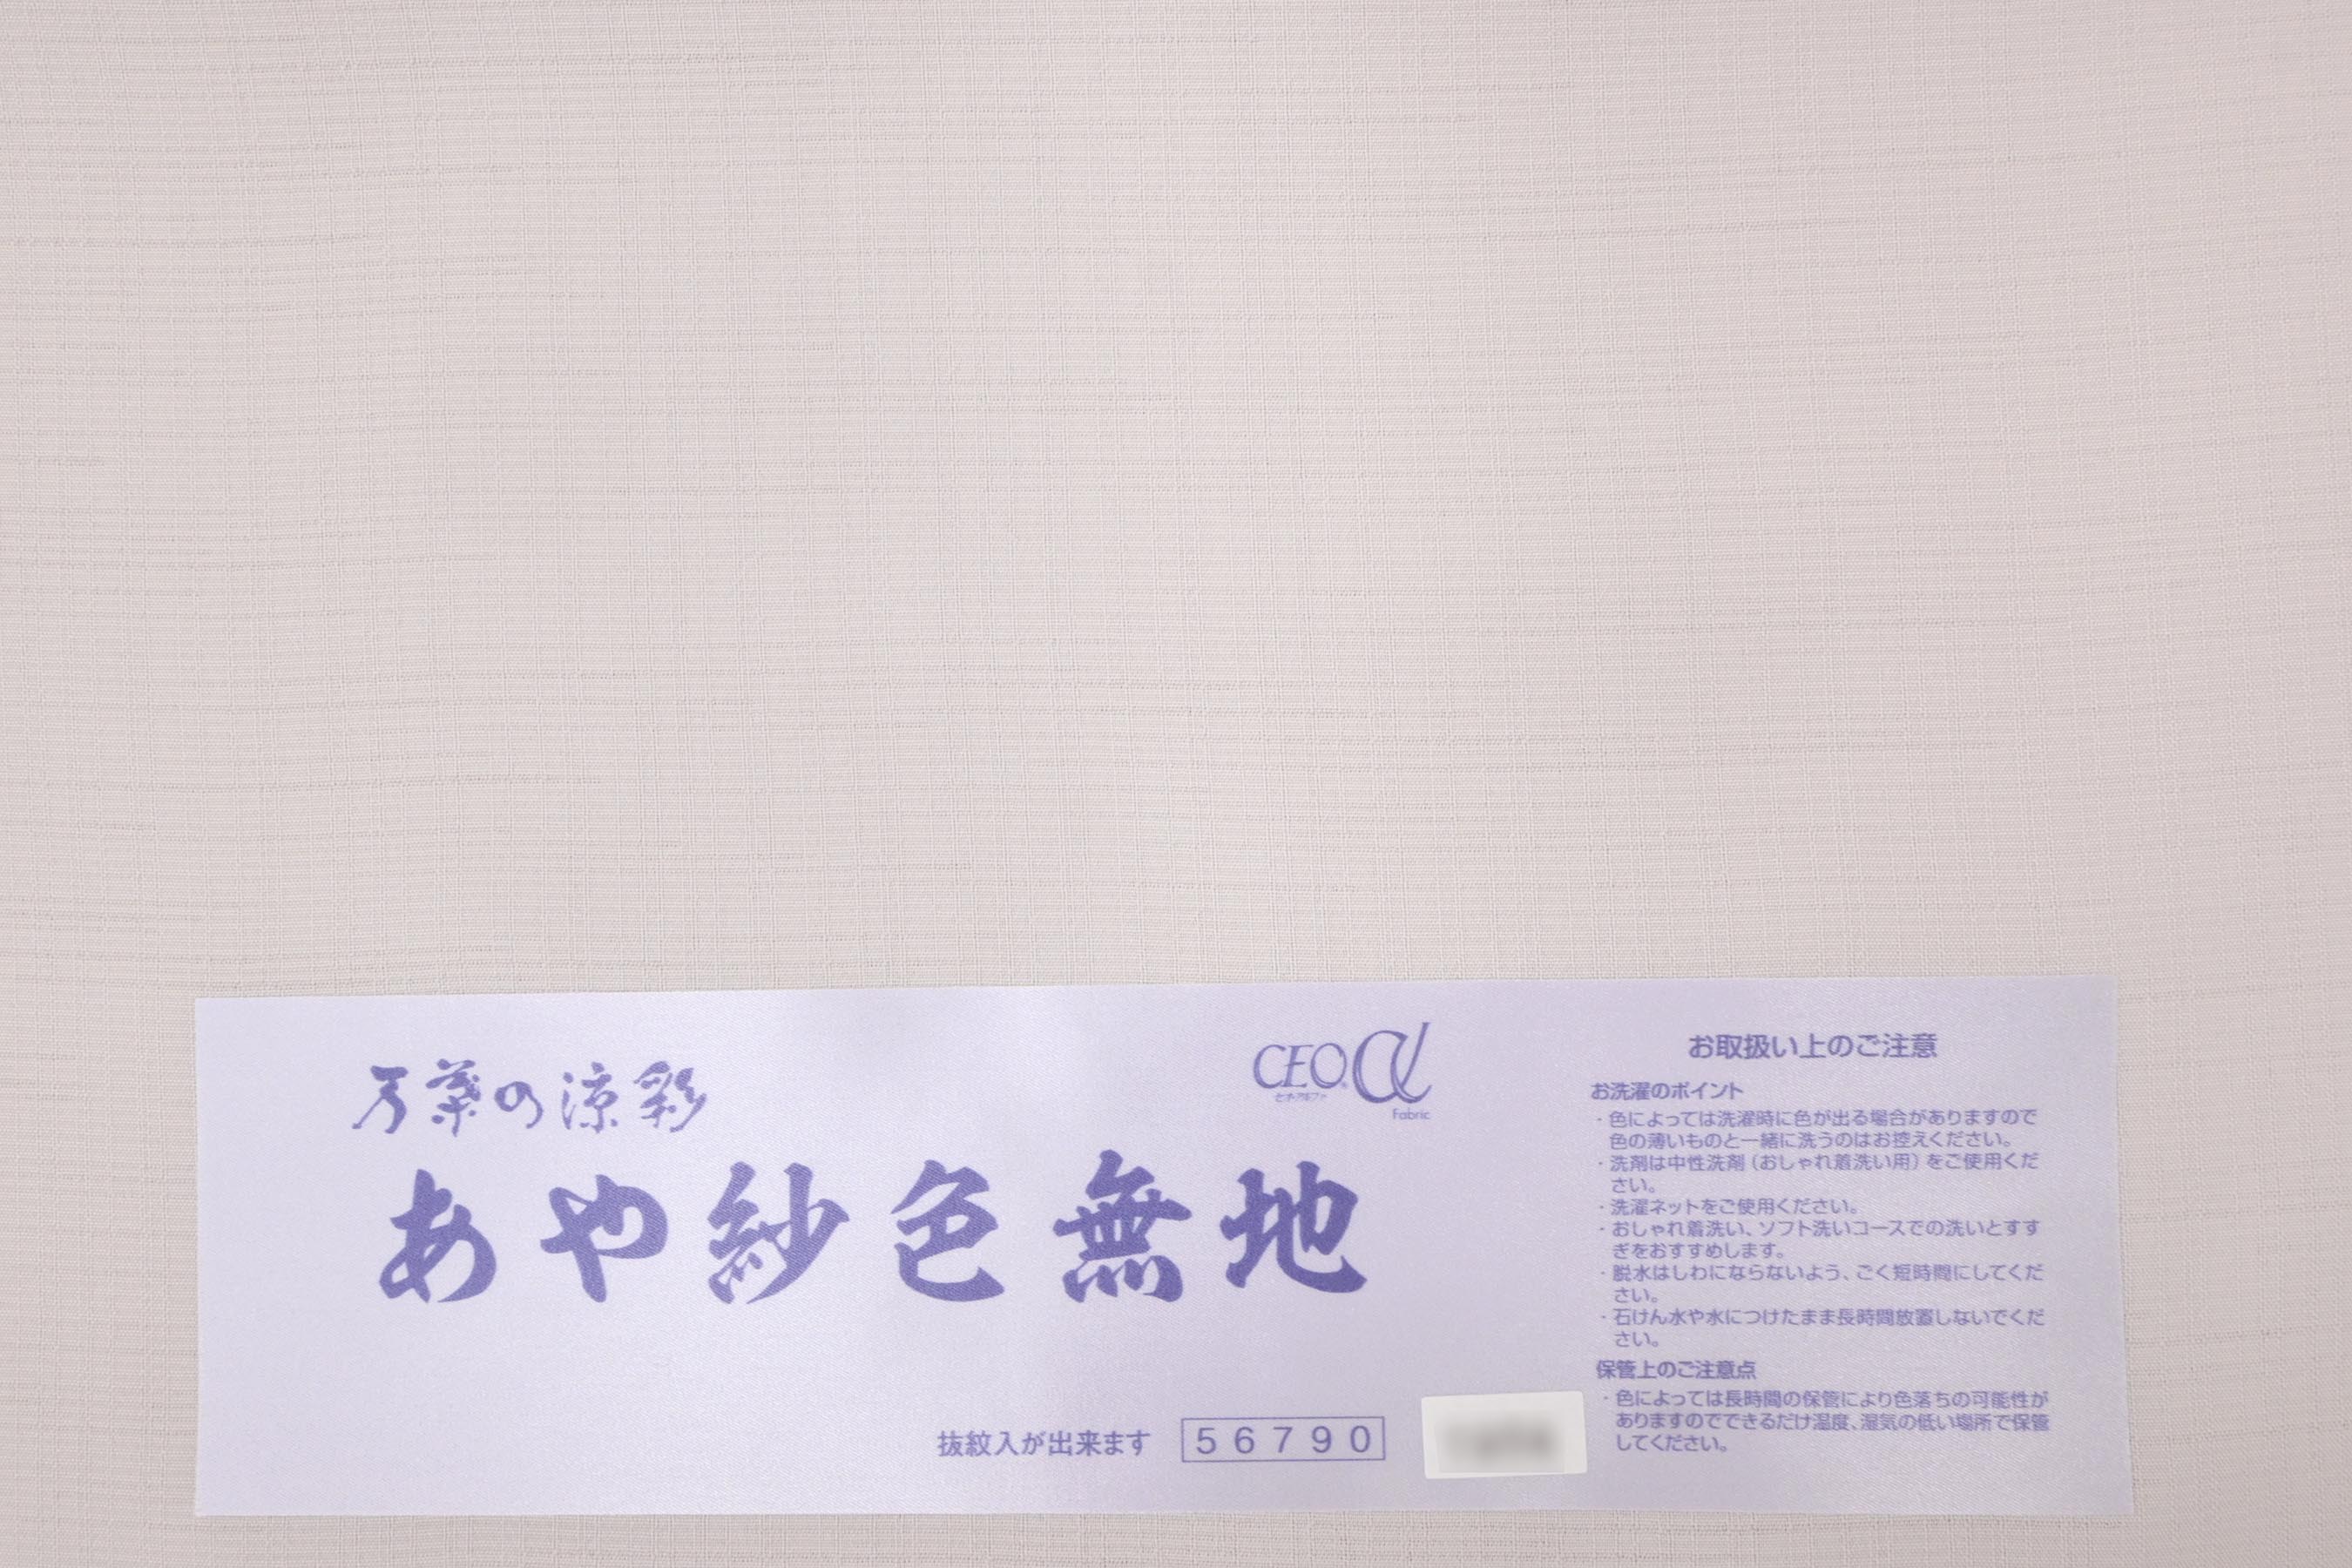 万葉の涼彩
あや紗色無地
CEOα
セオ・アルファ
Fabric
抜紋入が出来ます
56790
お取扱い上のご注意
お洗濯のポイント
・色によっては洗濯時に色が出る場合がありますので
色の薄いものと一緒に洗うのはお控えください。
・洗剤は中性洗剤（おしゃれ着洗い用）をご使用くだ
さい。
・洗濯ネットをご使用ください。
・おしゃれ着洗い、ソフト洗いコースでの洗いとすす
ぎをおすすめします。
・脱水はしわにならないよう、ごく短時間にしてくだ
さい。
・石けん水や水につけたまま長時間放置しないでくだ
さい。
保管上のご注意点
・色によっては長時間の保管により色落ちの可能性が
ありますのでできるだけ温度、湿気の低い場所で保管
してください。